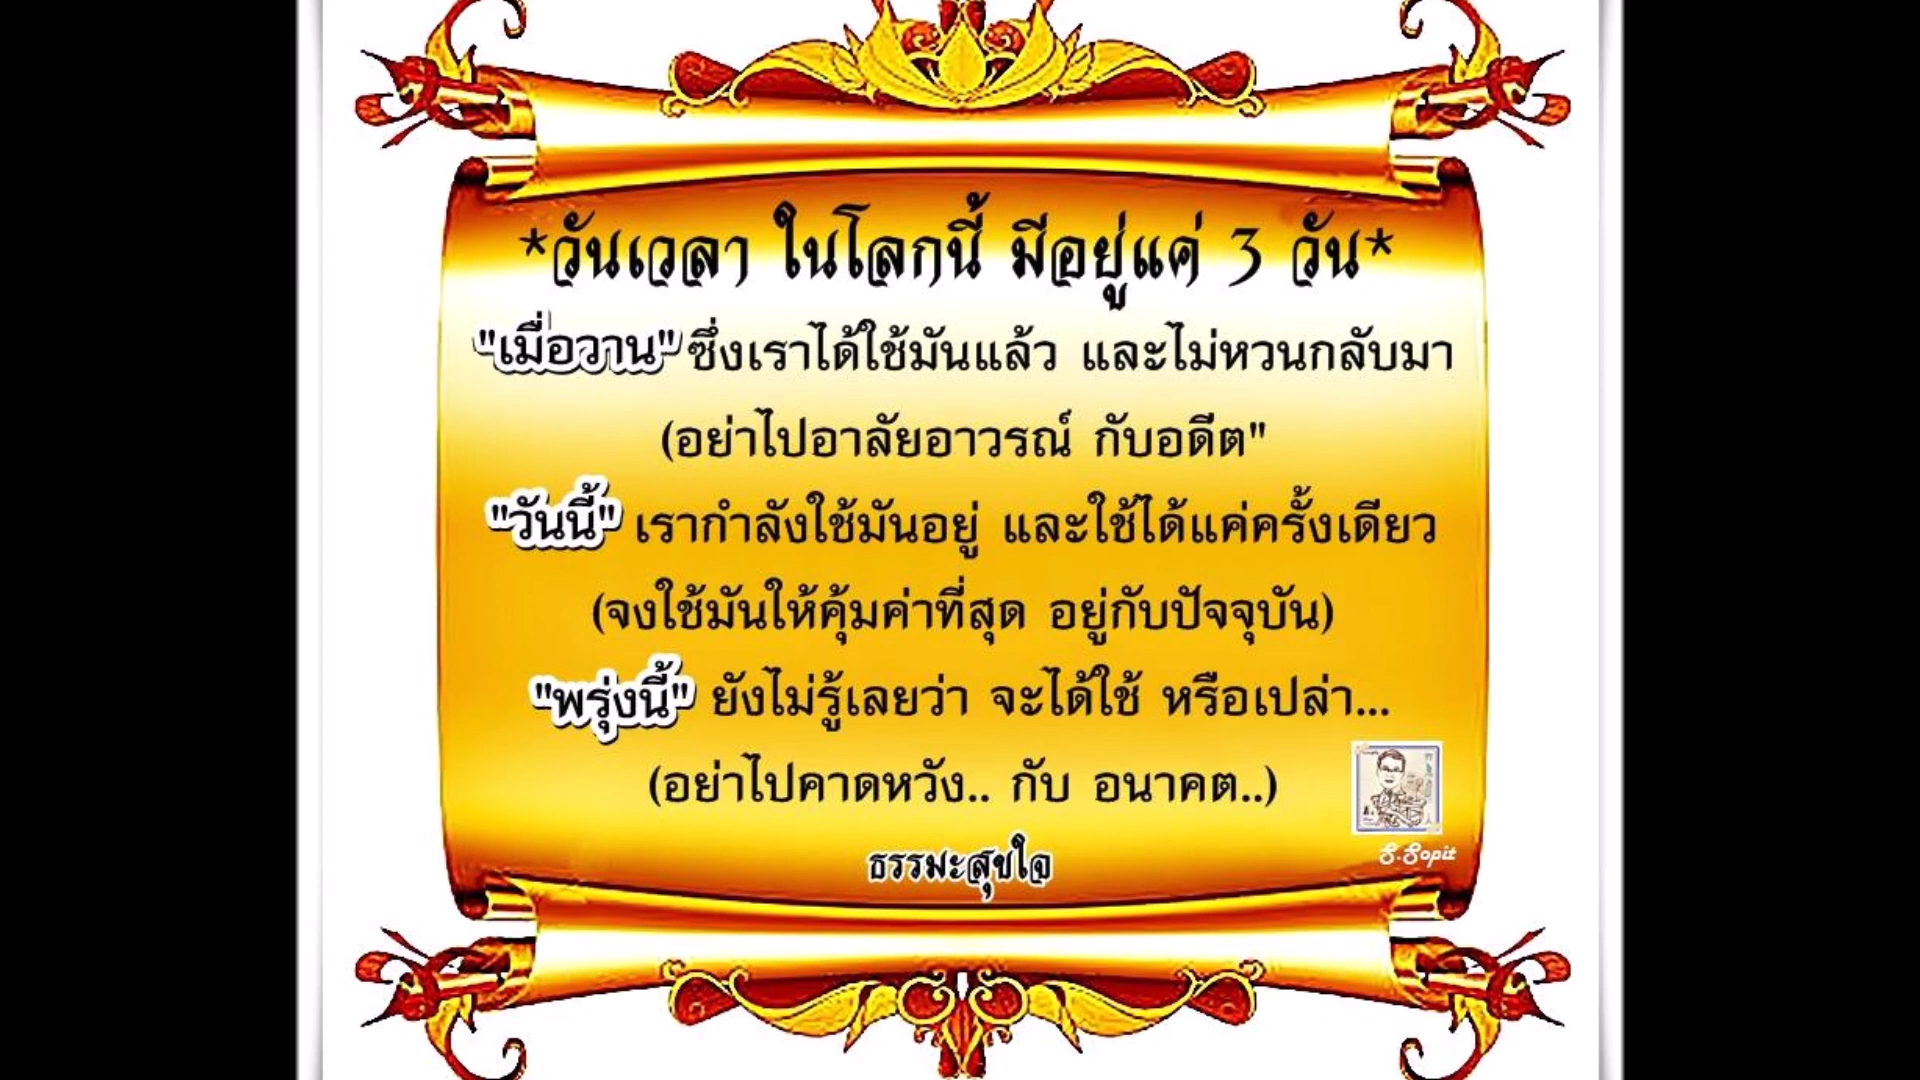 *วันเวลา ในโลกนี้ มีอยู่แค่ 3 วัน*
"เมื่อวาน" ซึ่งเราได้ใช้มันแล้ว และไม่หวนกลับมา
(อย่าไปอาลัยอาวรณ์ กับอดีต"
"วันนี้" เรากำลังใช้มันอยู่ และใช้ได้แค่ครั้งเดียว
(จงใช้มันให้คุ้มค่าที่สุด อยู่กับปัจจุบัน)
"พรุ่งนี้" ยังไม่รู้เลยว่า จะได้ใช้ หรือเปล่า...
(อย่าไปคาดหวัง.. กับ อนาคต..)
ธรรมะสุขใจ
S.Sopit